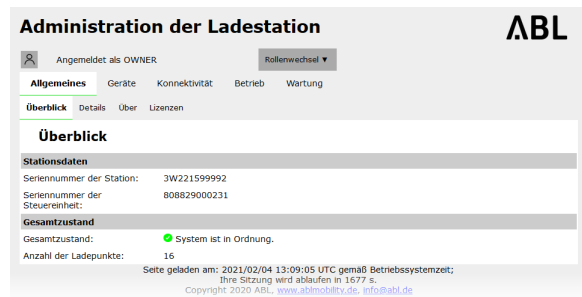 Administration der Ladestation
ABL
Angemeldet als OWNER
Rollenwechsel ▼
Allgemeines Geräte Konnektivität Betrieb Wartung
Überblick Details Über Lizenzen
Überblick
Stationsdaten
Seriennummer der Station: 3W221599992
Seriennummer der
Steuereinheit: 808829000231
Gesamtzustand
Gesamtzustand: System ist in Ordnung.
Anzahl der Ladepunkte: 16
Seite geladen am: 2021/02/04 13:09:05 UTC gemäß Betriebssystemzeit;
Ihre Sitzung wird ablaufen in 1677 s.
Copyright 2020 ABL, www.ablmobility.de, info@abl.de